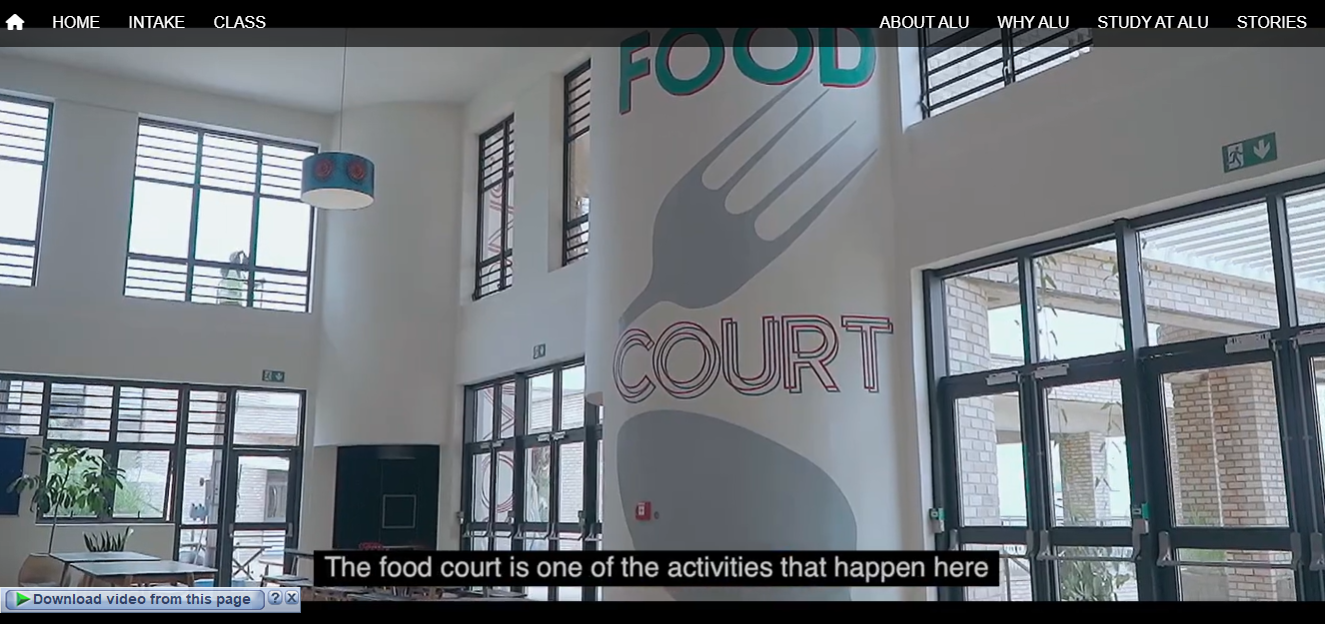 HOME INTAKE CLASS ABOUT ALU WHY ALU STUDY AT ALU STORIES
FOOD
COURT
The food court is one of the activities that happen here
Download video from this page ? X